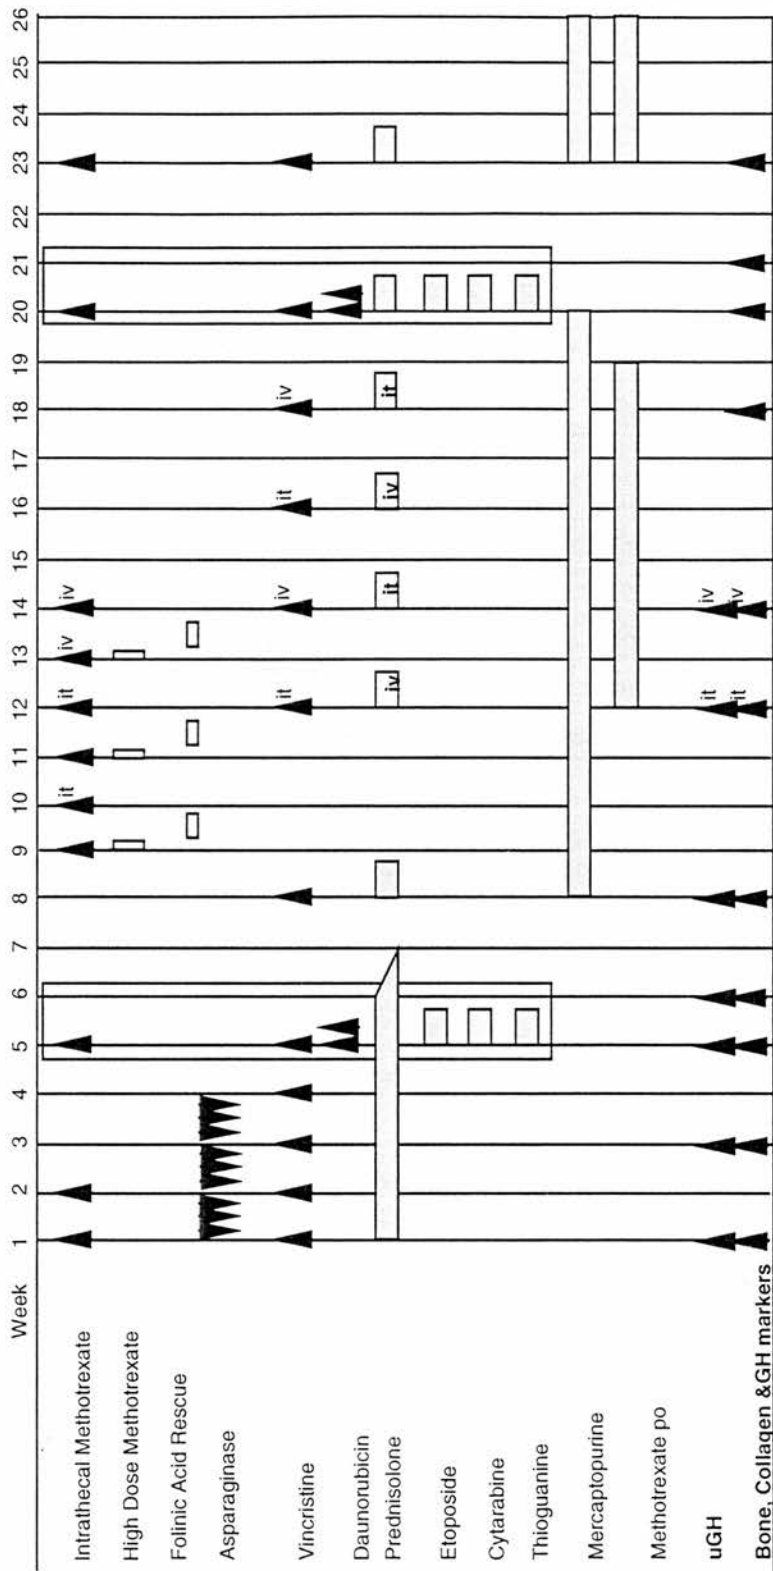 Week 1 2 3 4 5 6 7 8 9 10 11 12 13 14 15 16 17 18 19 20 21 22 23 24 25 26
Intrathecal Methotrexate it it iv iv
High Dose Methotrexate
Folinic Acid Rescue
Asparaginase
Vincristine it iv it iv
Daunorubicin
Prednisolone iv it iv it
Etoposide
Cytarabine
Thioguanine
Mercaptopurine
Methotrexate po
uGH it iv
Bone, Collagen &GH markers it iv